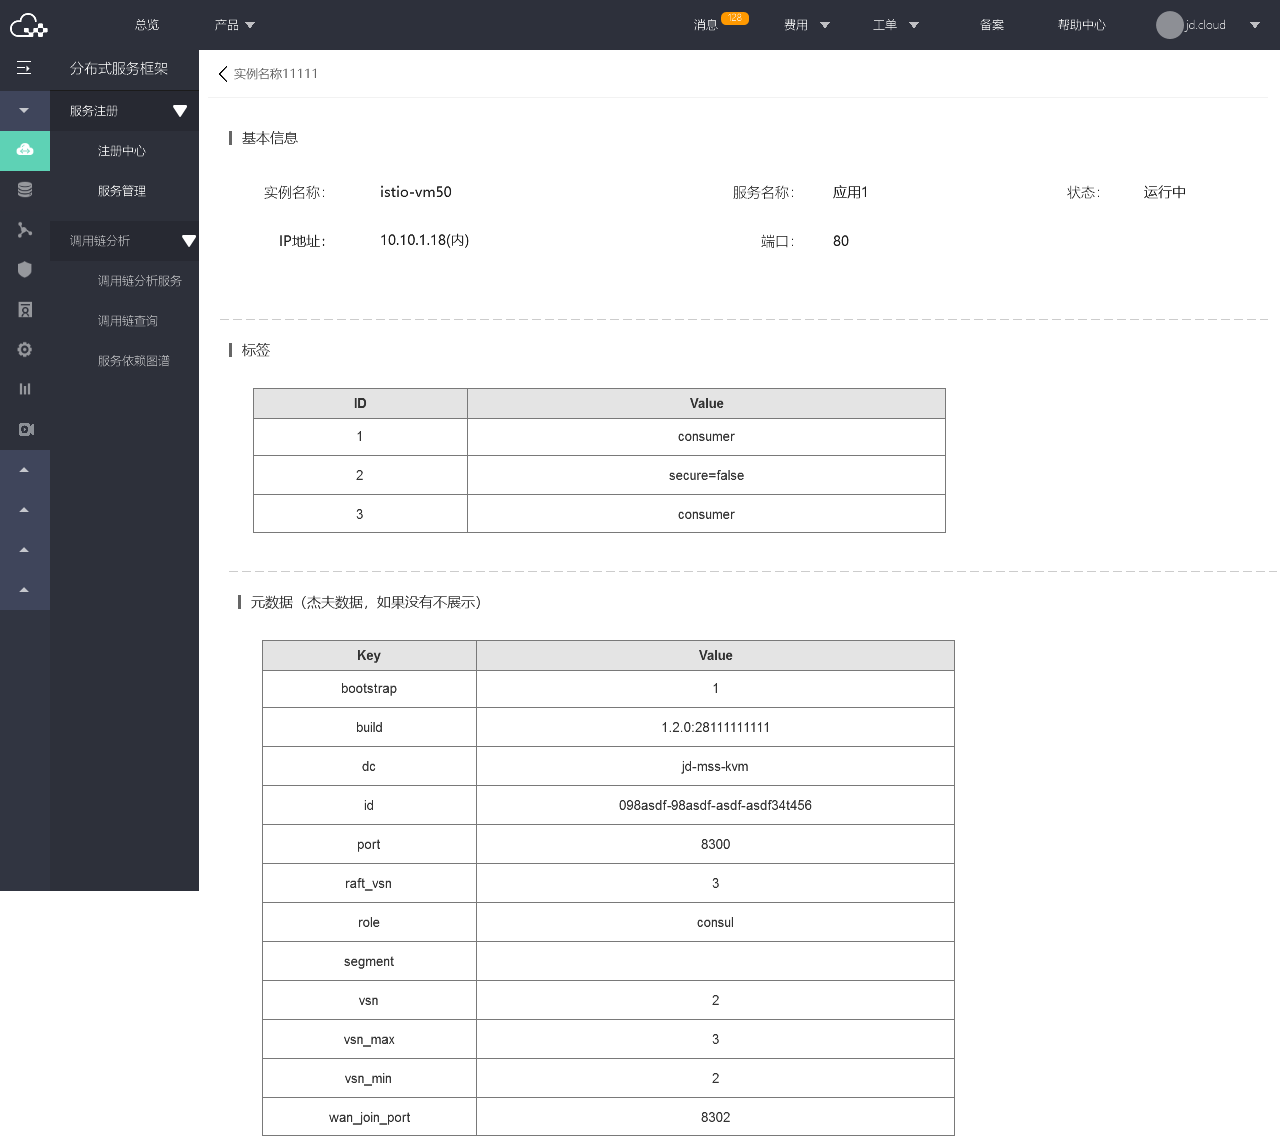 总览 产品 消息 128 费用 工单 备案 帮助中心 jd.cloud
分布式服务框架
服务注册
注册中心
服务管理
调用链分析
调用链分析服务
调用链查询
服务依赖图谱
实例名称11111
基本信息
实例名称： istio-vm50 服务名称： 应用1 状态： 运行中
IP地址： 10.10.1.18(内) 端口： 80
标签
ID Value
1 consumer
2 secure=false
3 consumer
元数据（杰夫数据，如果没有不展示）
Key Value
bootstrap 1
build 1.2.0:28111111111
dc jd-mss-kvm
id 098asdf-98asdf-asdf-asdf34t456
port 8300
raft_vsn 3
role consul
segment
vsn 2
vsn_max 3
vsn_min 2
wan_join_port 8302